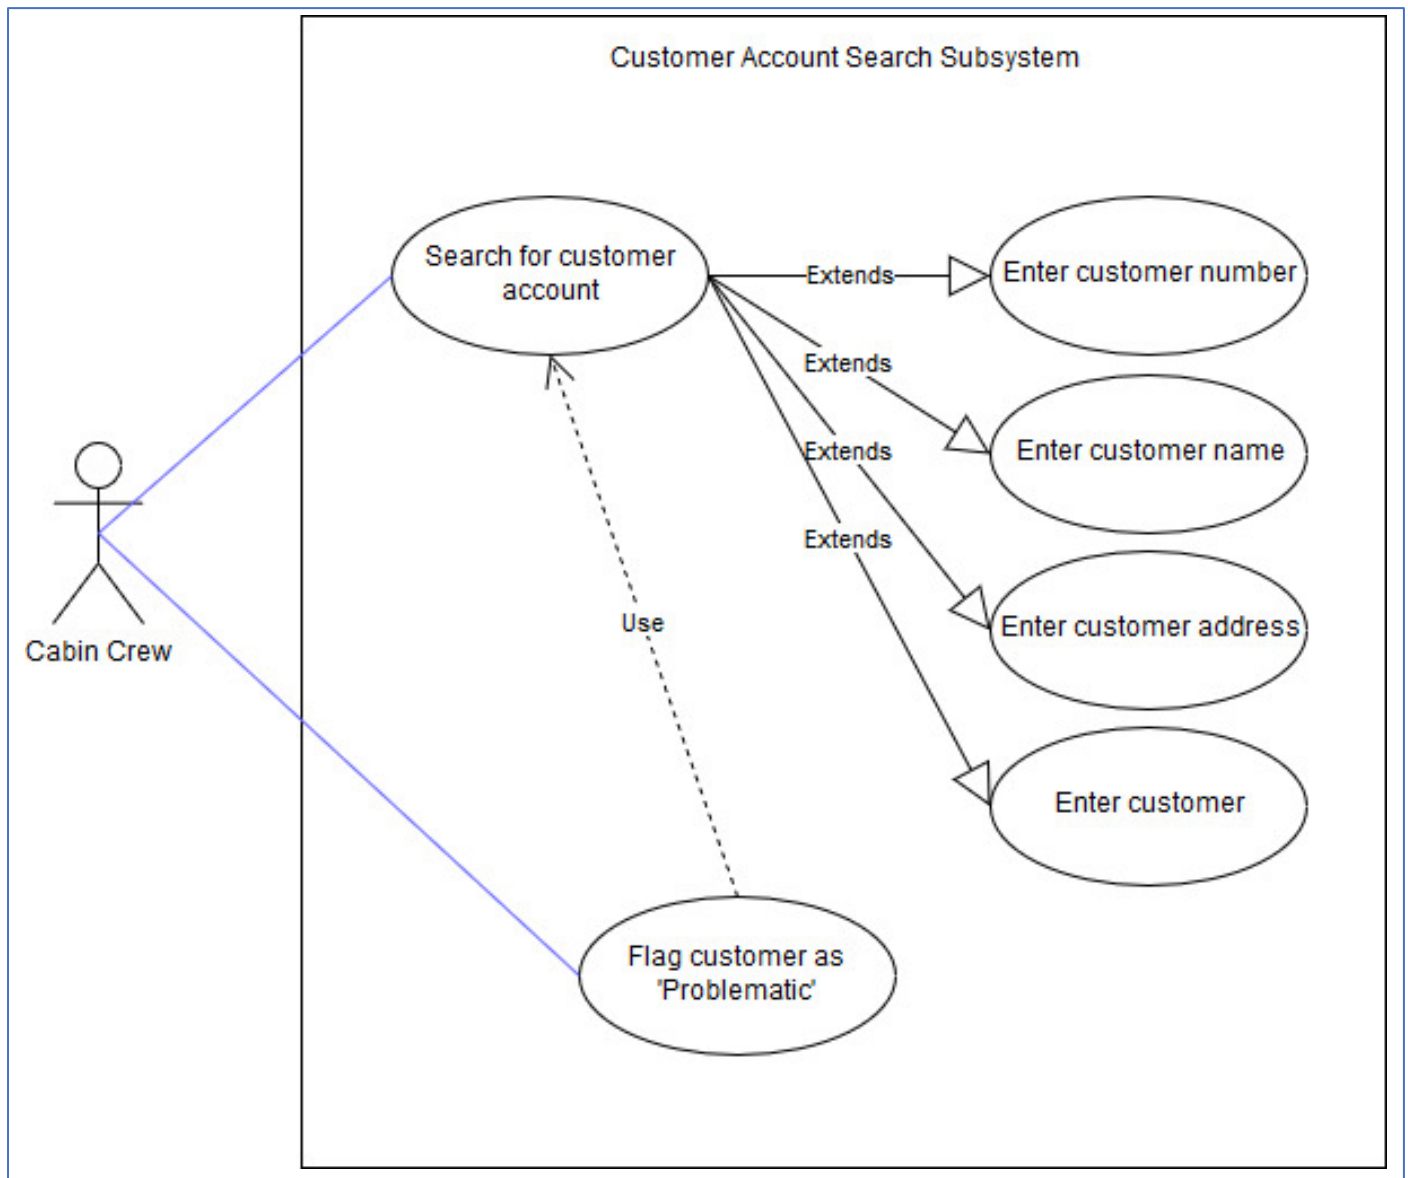 Customer Account Search Subsystem
Search for customer
account
Extends
Enter customer number
Extends
Enter customer name
Extends
Enter customer address
Extends
Enter customer
Use
Cabin Crew
Flag customer as
'Problematic'